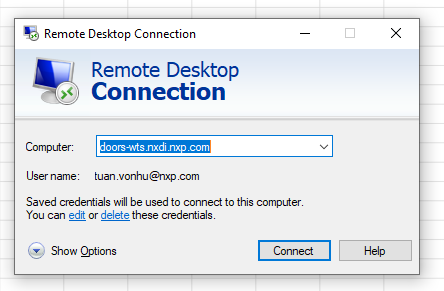 Remote Desktop Connection
Remote Desktop
Connection
Computer: doors-wts.nxdi.nxp.com
User name: tuan.vonhu@nxp.com
Saved credentials will be used to connect to this computer.
You can edit or delete these credentials.
Show Options Connect Help